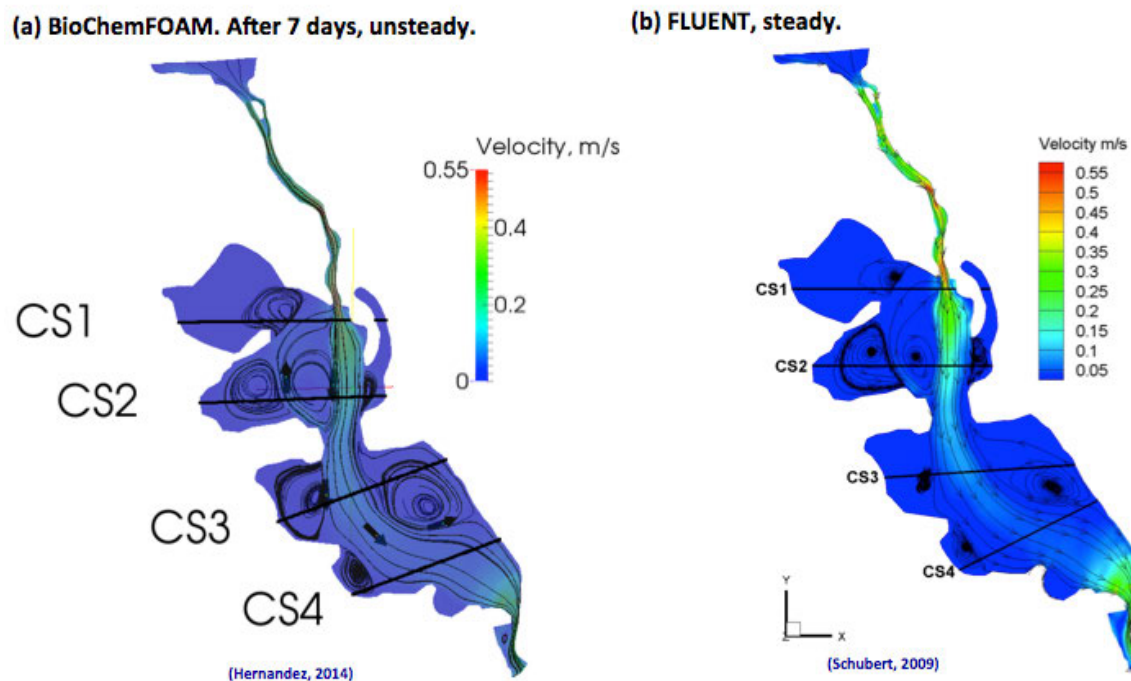 (a) BioChemFOAM. After 7 days, unsteady.
Velocity, m/s
0.55
0.4
0.2
0
CS1
CS2
CS3
CS4
(Hernandez, 2014)
(b) FLUENT, steady.
Velocity m/s
0.55
0.5
0.45
0.4
0.35
0.3
0.25
0.2
0.15
0.1
0.05
CS1
CS2
CS3
CS4
Y
Z X
(Schubert, 2009)